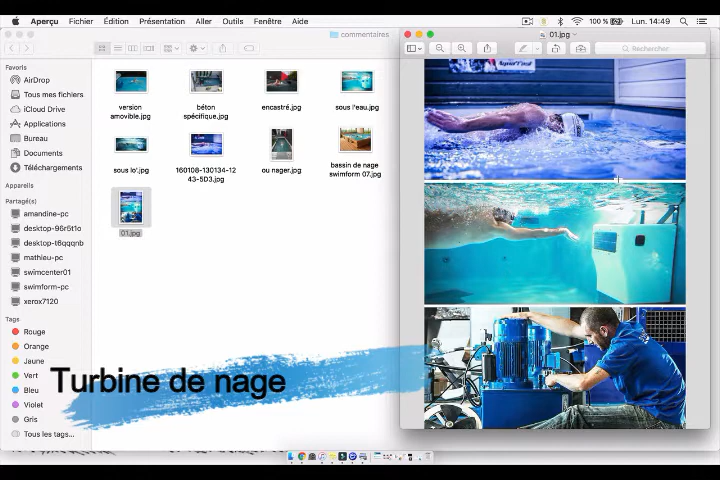 Aperçu Fichier Édition Présentation Aller Outils Fenêtre Aide 100 % Lun. 14:49
commentaires
01.jpg
Rechercher
Favoris
AirDrop
Tous mes fichiers
iCloud Drive
Applications
Bureau
Documents
Téléchargements
Appareils
Partagé(s)
amandine-pc
desktop-96r6t1o
desktop-t6qqqnb
mathieu-pc
swimcenter01
swimform-pc
xerox7120
Tags
Rouge
Orange
Jaune
Vert
Bleu
Violet
Gris
Tous les tags...
version amovible.jpg
béton spécifique.jpg
encastré.jpg
sous l'eau.jpg
sous lo'.jpg
160108-130134-12
43-5D3.jpg
ou nager.jpg
bassin de nage
swimform 07.jpg
01.jpg
Turbine de nage